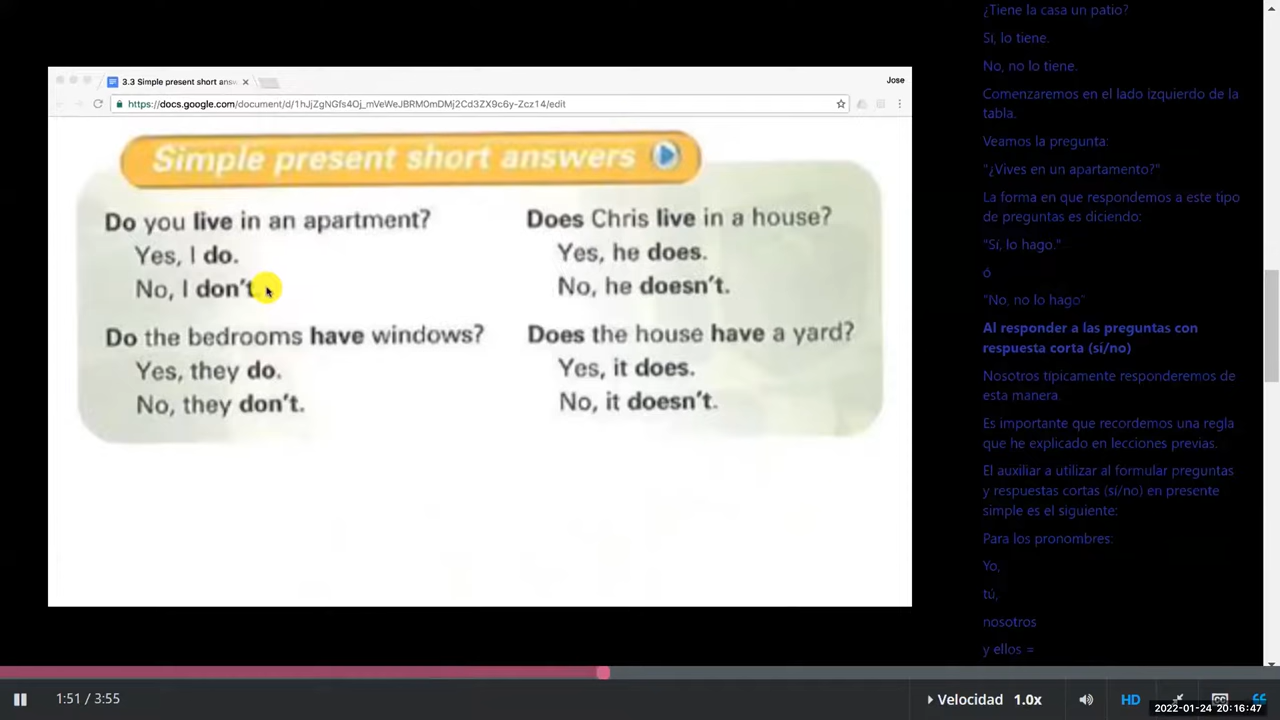 3.3 Simple present short answ
Jose
https://docs.google.com/document/d/1hJjZgNGfs4Oj_mVeWeJBRM0mDMj2Cd3ZX9c6y-Zcz14/edit
Simple present short answers
Do you live in an apartment?
Yes, I do.
No, I don't.
Do the bedrooms have windows?
Yes, they do.
No, they don't.
Does Chris live in a house?
Yes, he does.
No, he doesn't.
Does the house have a yard?
Yes, it does.
No, it doesn't.
¿Tiene la casa un patio?
Si, lo tiene.
No, no lo tiene.
Comenzaremos en el lado izquierdo de la
tabla.
Veamos la pregunta:
"¿Vives en un apartamento?"
La forma en que respondemos a este tipo
de preguntas es diciendo:
"Sí, lo hago."
ó
"No, no lo hago"
Al responder a las preguntas con
respuesta corta (sí/no)
Nosotros típicamente responderemos de
esta manera.
Es importante que recordemos una regla
que he explicado en lecciones previas.
El auxiliar a utilizar al formular preguntas
y respuestas cortas (sí/no) en presente
simple es el siguiente:
Para los pronombres:
Yo,
tú,
nosotros
y ellos =
1:51 / 3:55
Velocidad 1.0x
HD
2022-01-24 20:16:47